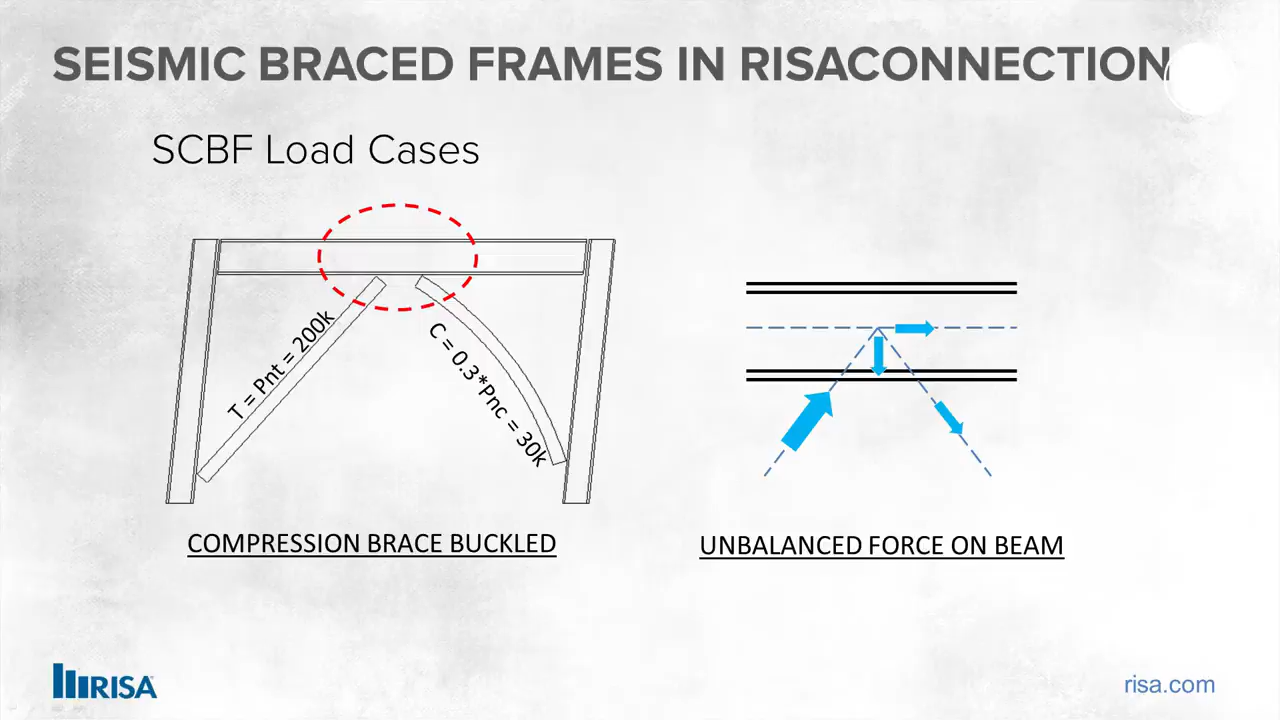 SEISMIC BRACED FRAMES IN RISACONNECTION
SCBF Load Cases
T = Pnt = 200k
C = 0.3*Pnc = 30k
COMPRESSION BRACE BUCKLED
UNBALANCED FORCE ON BEAM
RISA
risa.com